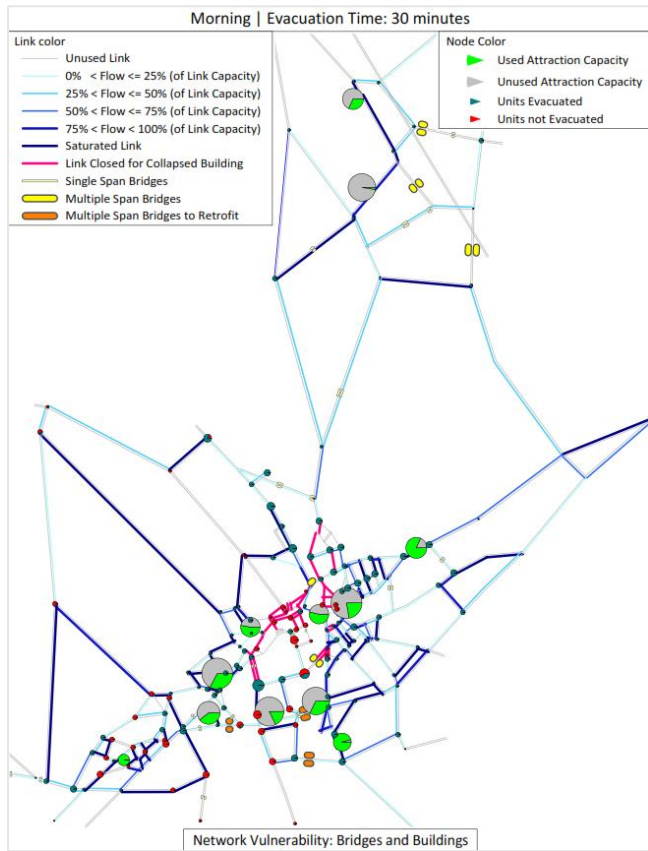 Morning | Evacuation Time: 30 minutes
Link color
Unused Link
0% < Flow <= 25% (of Link Capacity)
25% < Flow <= 50% (of Link Capacity)
50% < Flow <= 75% (of Link Capacity)
75% < Flow < 100% (of Link Capacity)
Saturated Link
Link Closed for Collapsed Building
Single Span Bridges
Multiple Span Bridges
Multiple Span Bridges to Retrofit
Node Color
Used Attraction Capacity
Unused Attraction Capacity
Units Evacuated
Units not Evacuated
Network Vulnerability: Bridges and Buildings